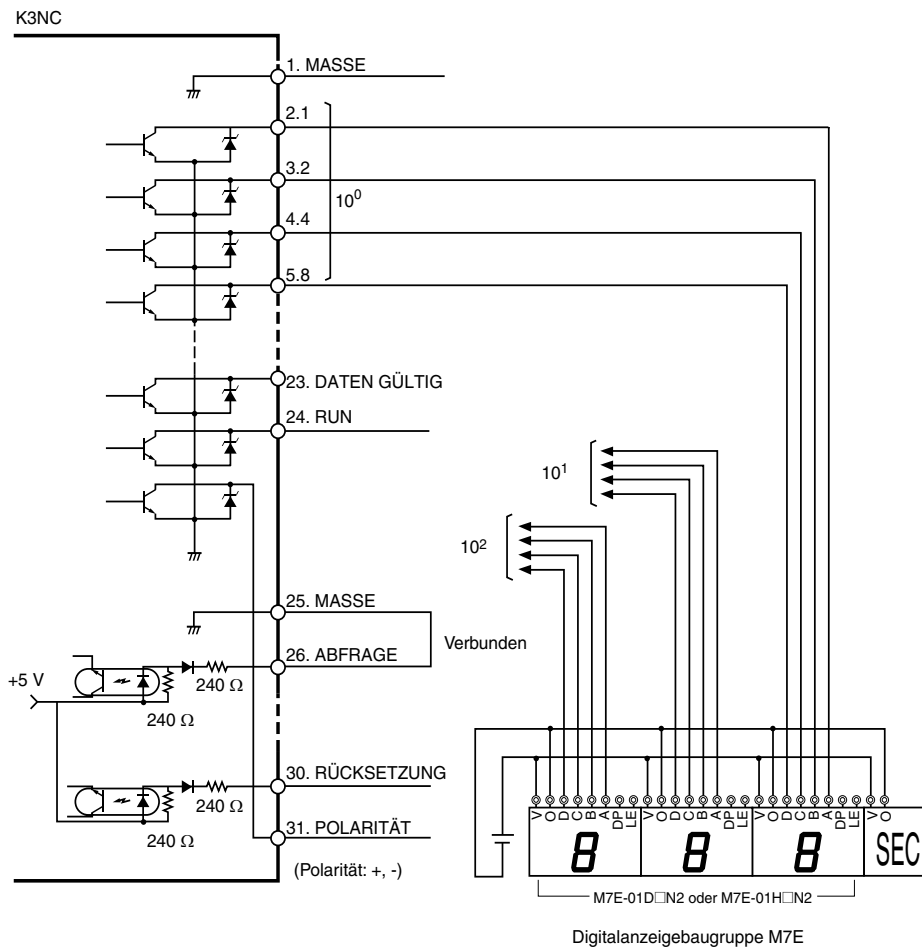 K3NC
1. MASSE
2.1
3.2
10⁰
4.4
5.8
23. DATEN GÜLTIG
24. RUN
10¹
10²
25. MASSE
Verbunden
26. ABFRAGE
+5 V
240 Ω
240 Ω
30. RÜCKSETZUNG
240 Ω
240 Ω
31. POLARITÄT
(Polarität: +, -)
V O D C B A DP LE V O D C B A DP LE V O D C B A DP LE V O
8 8 8 SEC
M7E-01D□N2 oder M7E-01H□N2
Digitalanzeigebaugruppe M7E